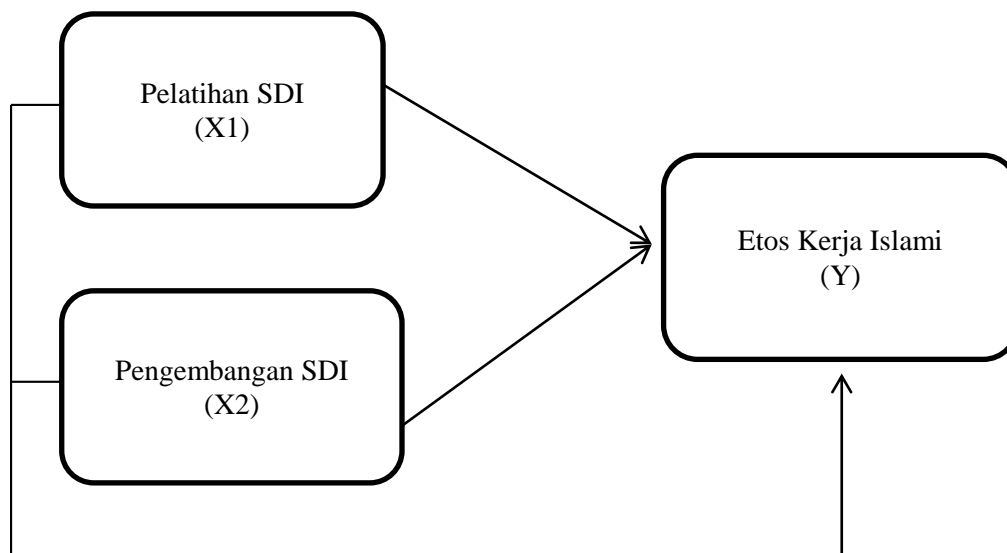 Pelatihan SDI
(X1)
Etos Kerja Islami
(Y)
Pengembangan SDI
(X2)